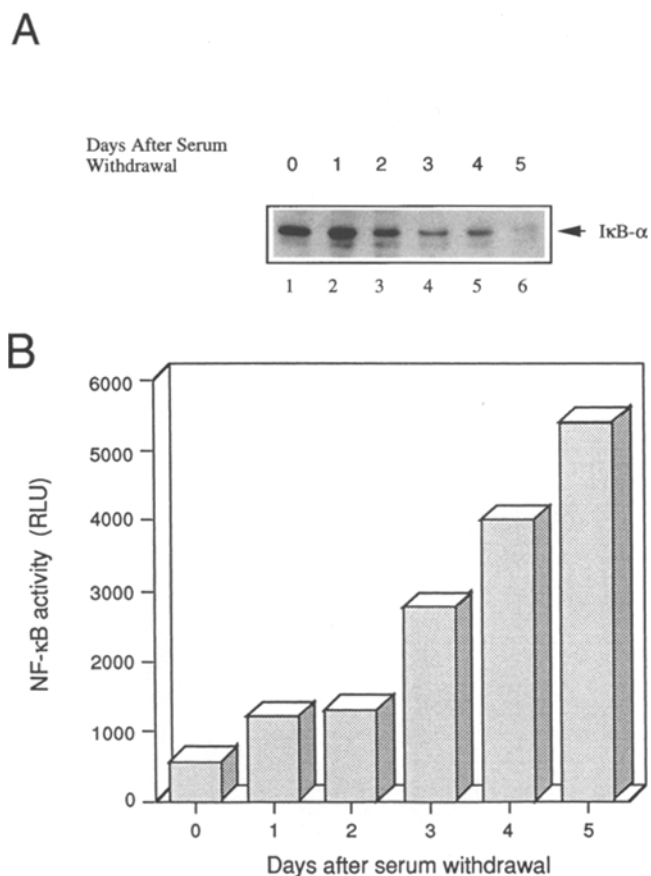 A
Days After Serum
Withdrawal 0 1 2 3 4 5
IκB-α
1 2 3 4 5 6
B
6000
5000
4000
3000
2000
1000
0
NF-κB activity (RLU)
0 1 2 3 4 5
Days after serum withdrawal